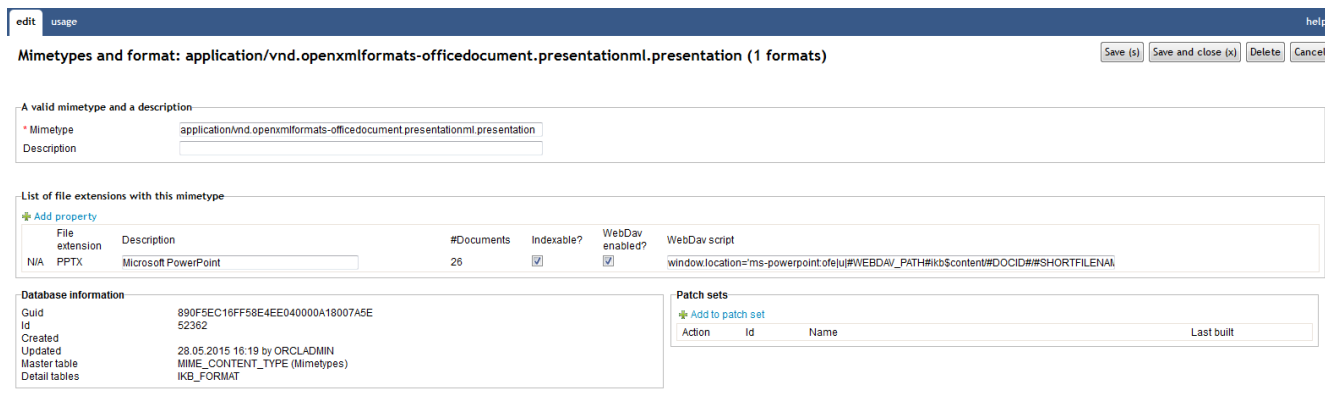 edit usage help
Mimetypes and format: application/vnd.openxmlformats-officedocument.presentationml.presentation (1 formats) Save (s) Save and close (x) Delete Cancel
A valid mimetype and a description
* Mimetype application/vnd.openxmlformats-officedocument.presentationml.presentation
Description
List of file extensions with this mimetype
Add property
File extension Description #Documents Indexable? WebDav enabled? WebDav script
N/A PPTX Microsoft PowerPoint 26 window.location='ms-powerpoint:ofe|u|#WEBDAV_PATH#ikb$content/#DOCID#/#SHORTFILENAM
Database information
Guid 890F5EC16FF58E4EE040000A18007A5E
Id 52362
Created
Updated 28.05.2015 16:19 by ORCLADMIN
Master table MIME_CONTENT_TYPE (Mimetypes)
Detail tables IKB_FORMAT
Patch sets
Add to patch set
Action Id Name Last built